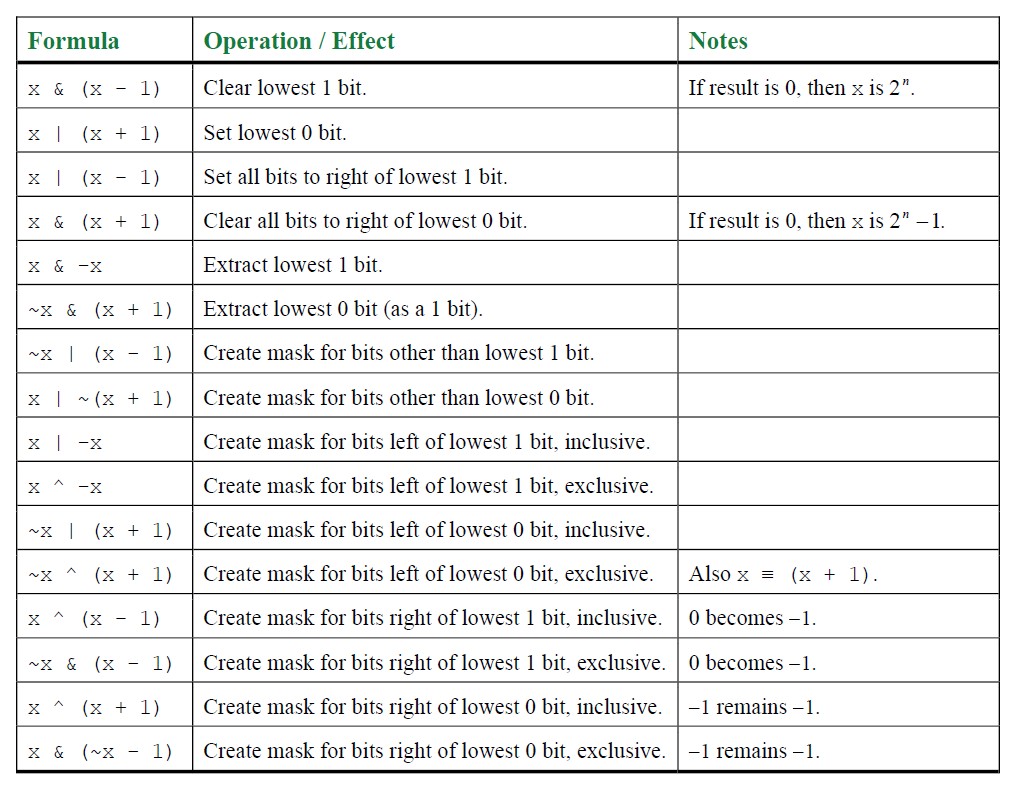 Formula Operation / Effect Notes
x & (x - 1) Clear lowest 1 bit. If result is 0, then x is 2ⁿ.
x | (x + 1) Set lowest 0 bit.
x | (x - 1) Set all bits to right of lowest 1 bit.
x & (x + 1) Clear all bits to right of lowest 0 bit. If result is 0, then x is 2ⁿ – 1.
x & -x Extract lowest 1 bit.
~x & (x + 1) Extract lowest 0 bit (as a 1 bit).
~x | (x - 1) Create mask for bits other than lowest 1 bit.
x | ~(x + 1) Create mask for bits other than lowest 0 bit.
x | -x Create mask for bits left of lowest 1 bit, inclusive.
x ^ -x Create mask for bits left of lowest 1 bit, exclusive.
~x | (x + 1) Create mask for bits left of lowest 0 bit, inclusive.
~x ^ (x + 1) Create mask for bits left of lowest 0 bit, exclusive. Also x ≡ (x + 1).
x ^ (x - 1) Create mask for bits right of lowest 1 bit, inclusive. 0 becomes –1.
~x & (x - 1) Create mask for bits right of lowest 1 bit, exclusive. 0 becomes –1.
x ^ (x + 1) Create mask for bits right of lowest 0 bit, inclusive. –1 remains –1.
x & (~x - 1) Create mask for bits right of lowest 0 bit, exclusive. –1 remains –1.